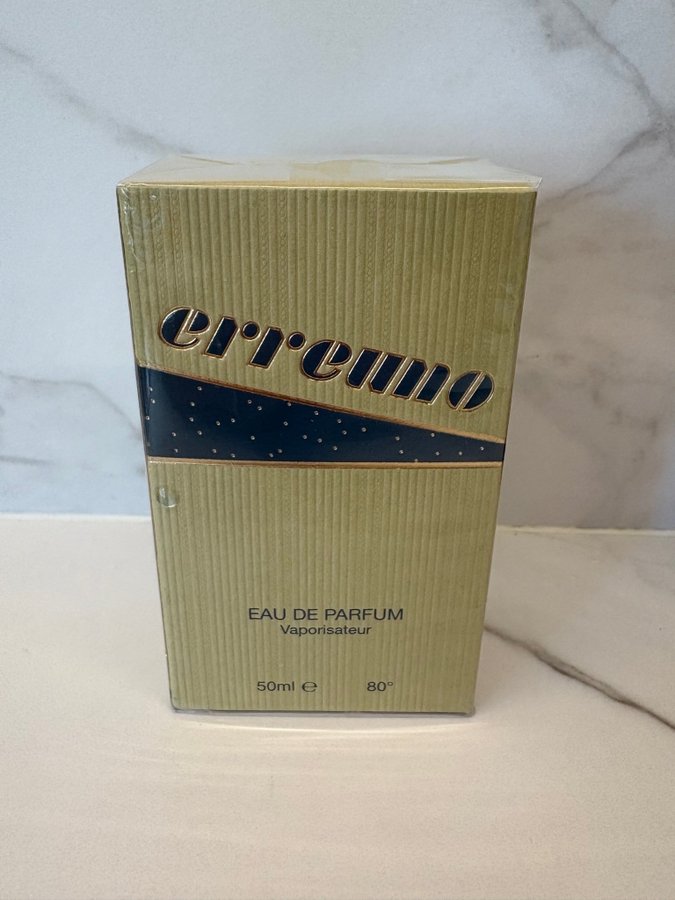 erreuno
EAU DE PARFUM
Vaporisateur
50ml ℮ 80°